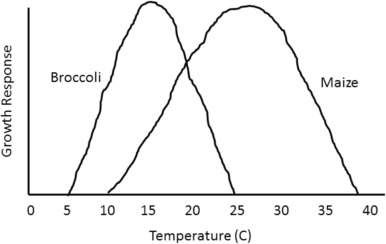 Growth Response
Broccoli
Maize
0 5 10 15 20 25 30 35 40
Temperature (C)